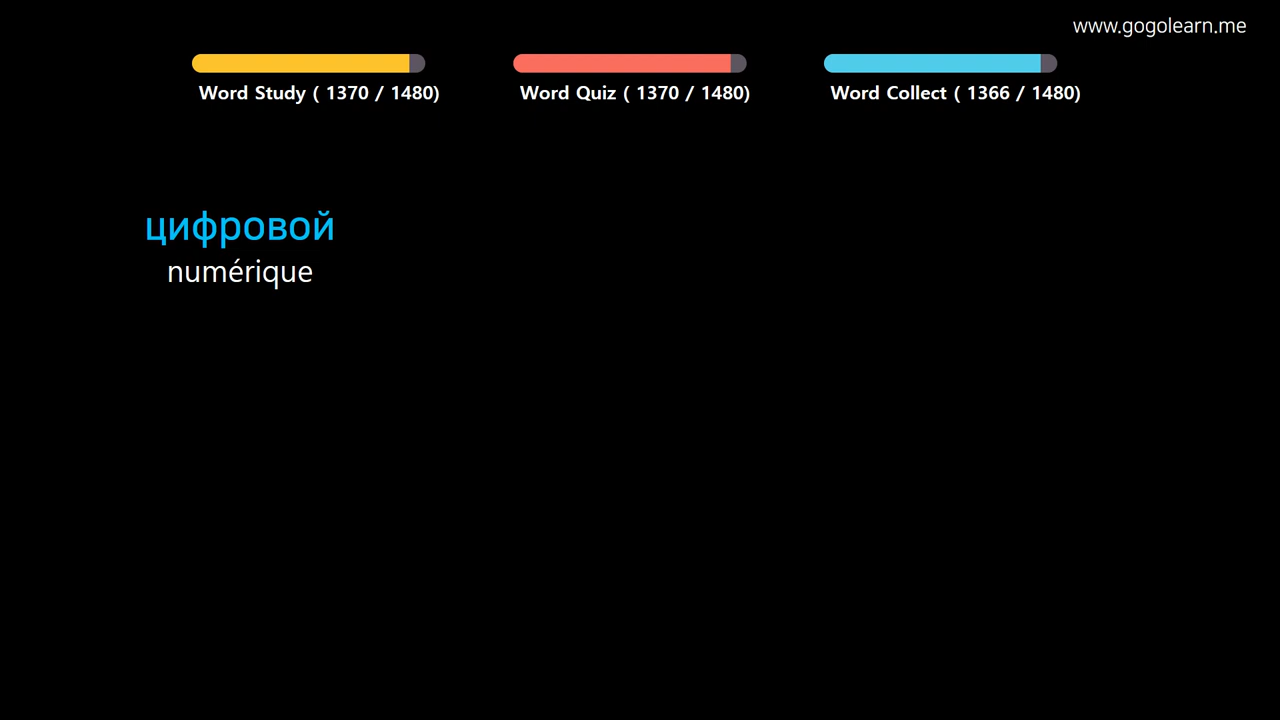 www.gogolearn.me
Word Study ( 1370 / 1480)
Word Quiz ( 1370 / 1480)
Word Collect ( 1366 / 1480)
цифровой
numérique